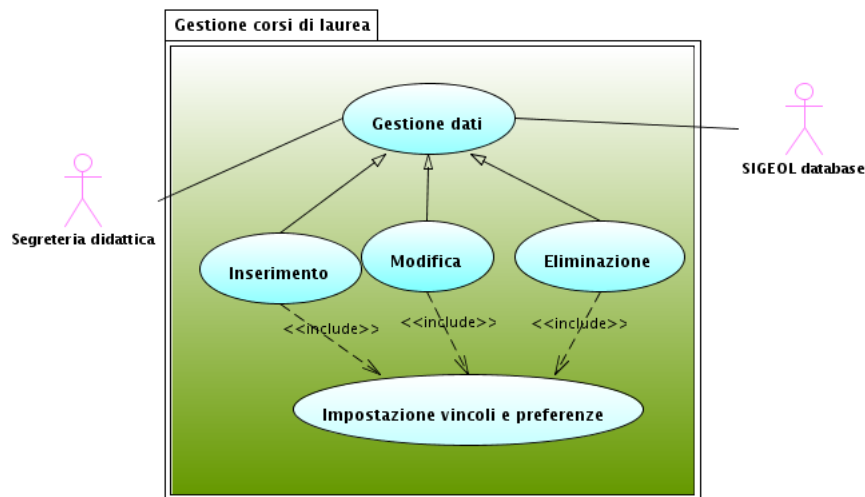 Gestione corsi di laurea
Gestione dati
SIGEOL database
Segreteria didattica
Inserimento
Modifica
Eliminazione
<<include>>
<<include>>
<<include>>
Impostazione vincoli e preferenze